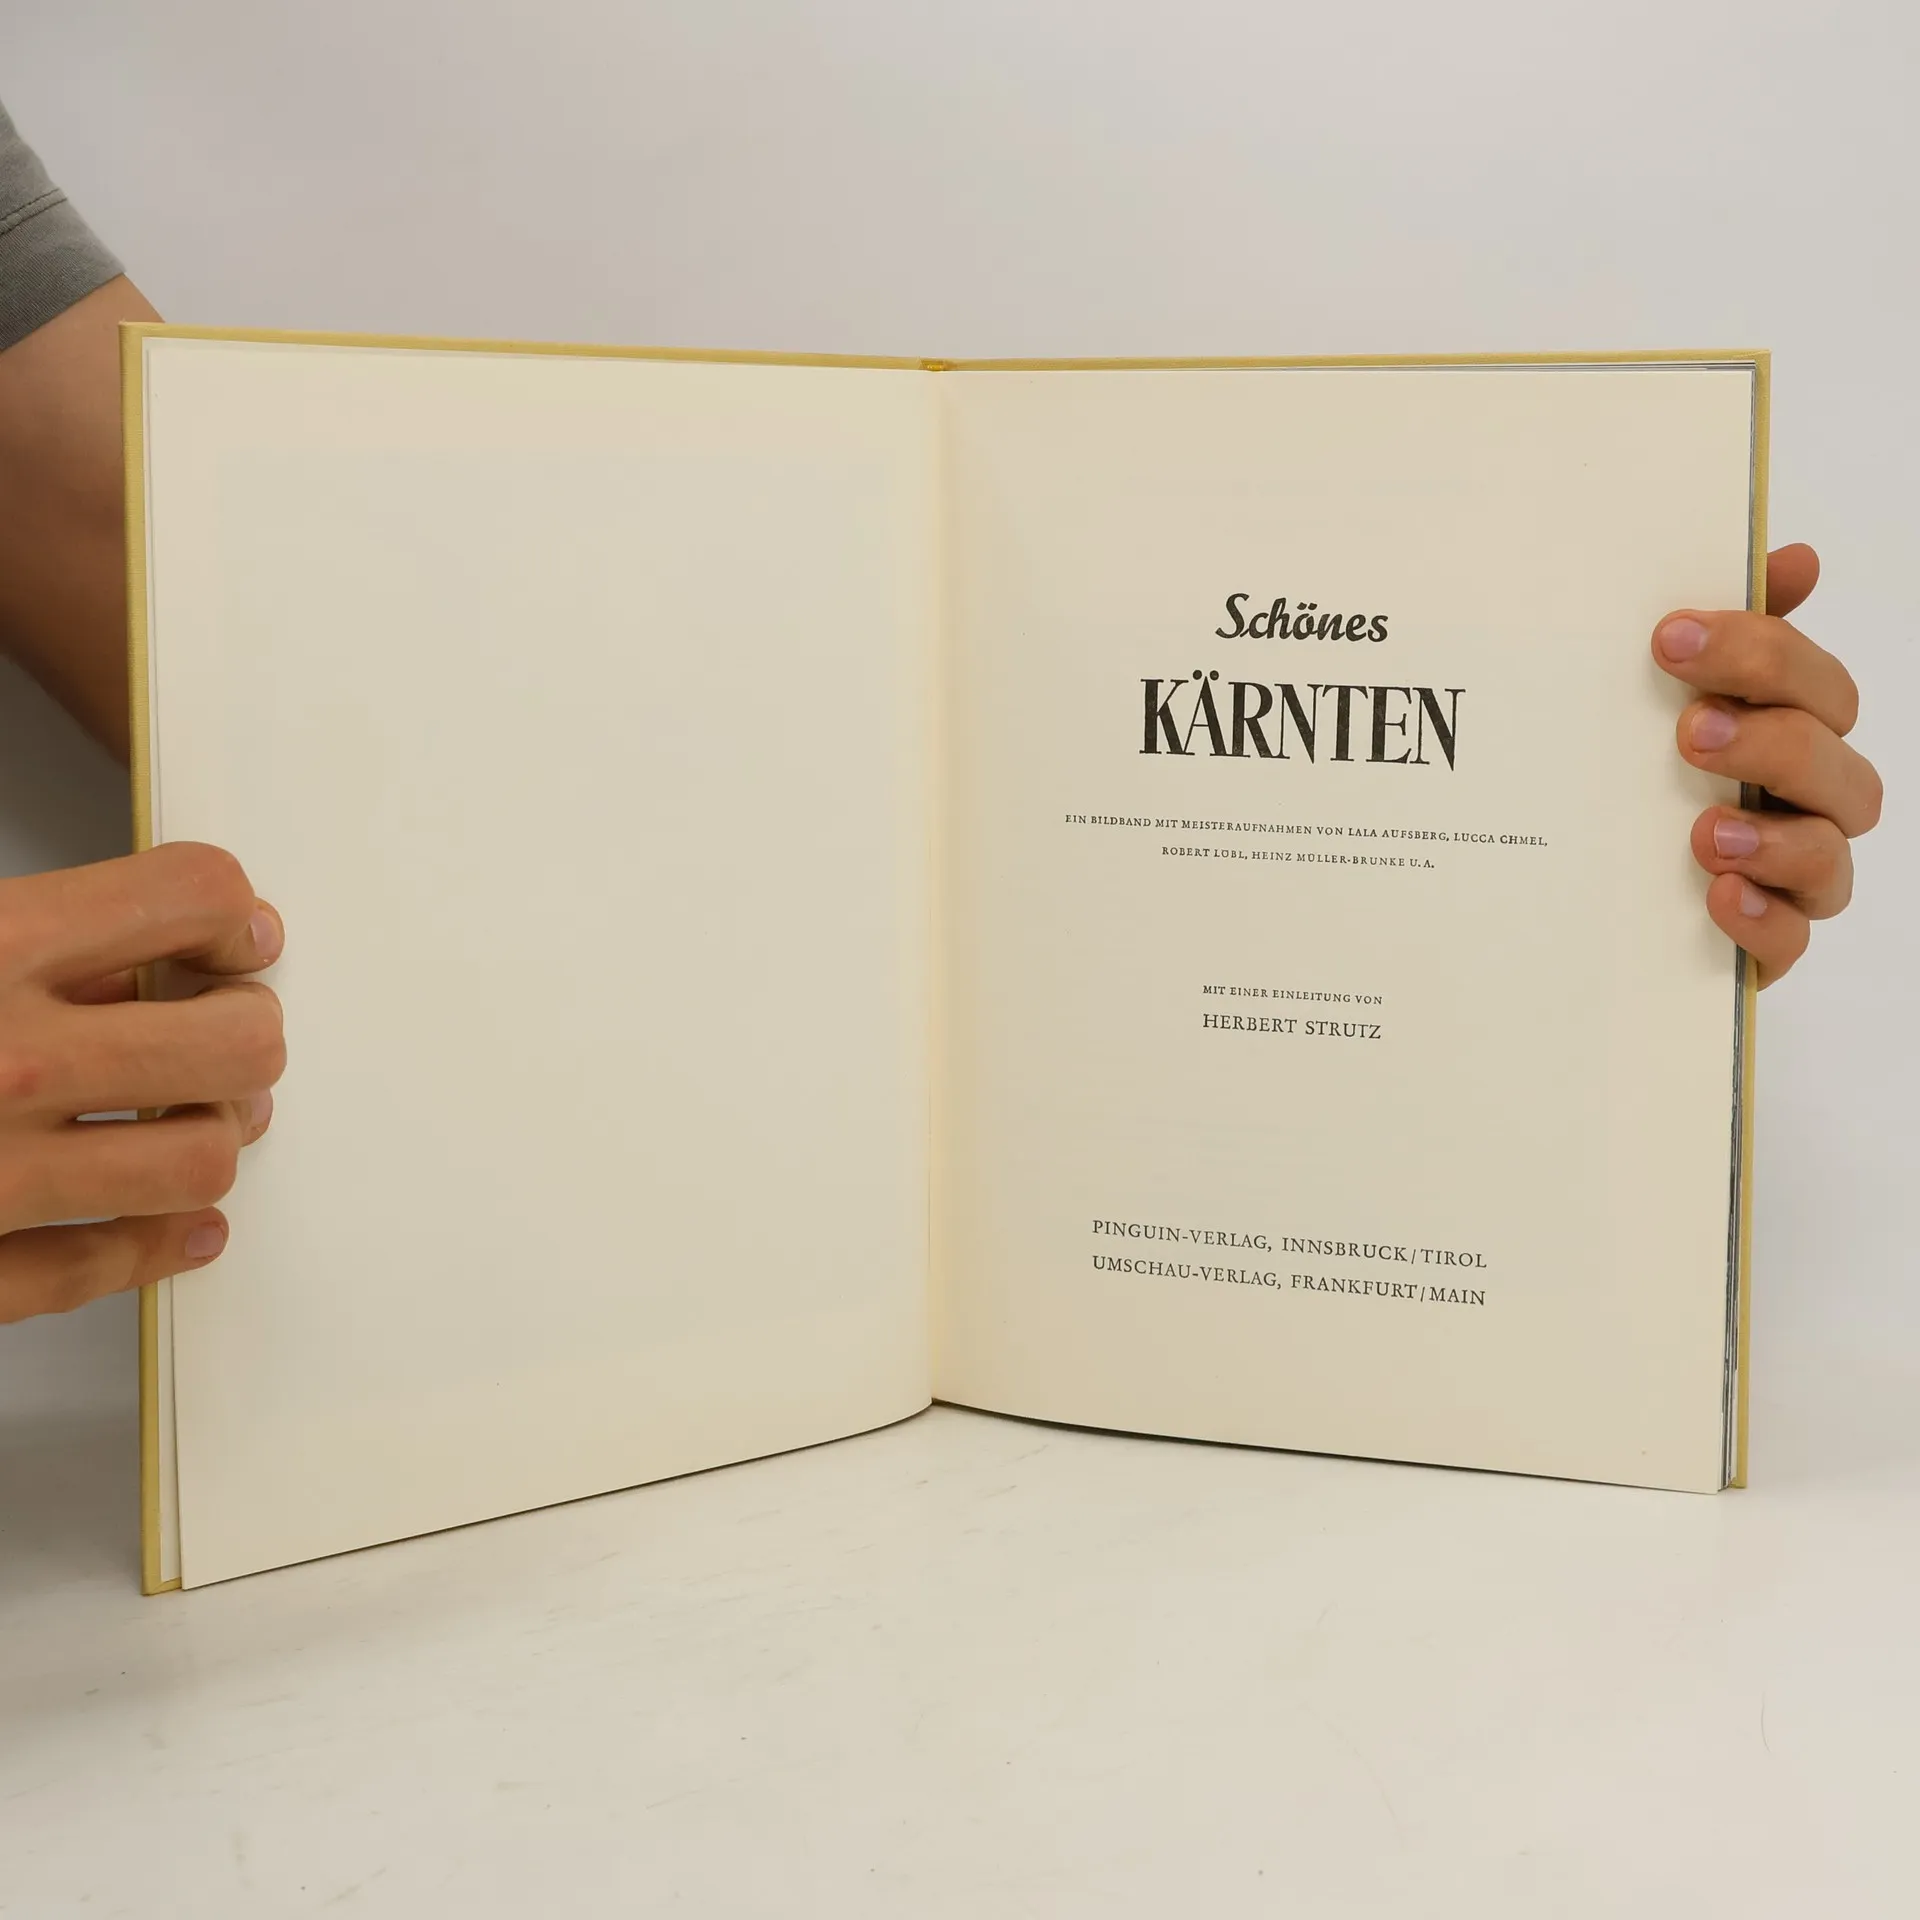 Schönes
KÄRNTEN
EIN BILDBAND MIT MEISTERAUFNAHMEN VON LALA AUFSBERG, LUCCA CHMEL,
ROBERT LÖBL, HEINZ MÜLLER-BRUNKE U. A.
MIT EINER EINLEITUNG VON
HERBERT STRUTZ
PINGUIN-VERLAG, INNSBRUCK/TIROL
UMSCHAU-VERLAG, FRANKFURT/MAIN